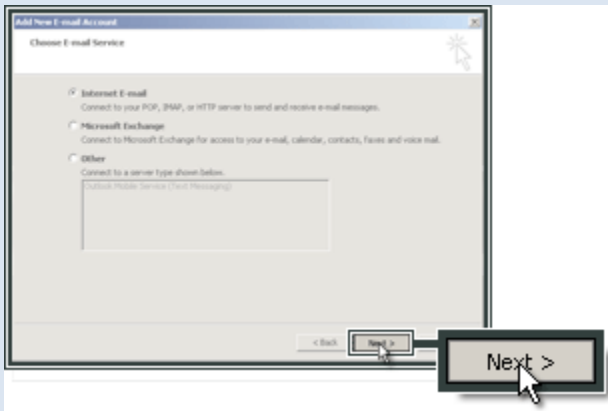 Add New E-mail Account
Choose E-mail Service
Internet E-mail
Connect to your POP, IMAP, or HTTP server to send and receive e-mail messages.
Microsoft Exchange
Connect to Microsoft Exchange for access to your e-mail, calendar, contacts, faxes and voice mail.
Other
Connect to a server type shown below.
Outlook Mobile Service (Text Messaging)
< Back Next >
Next >